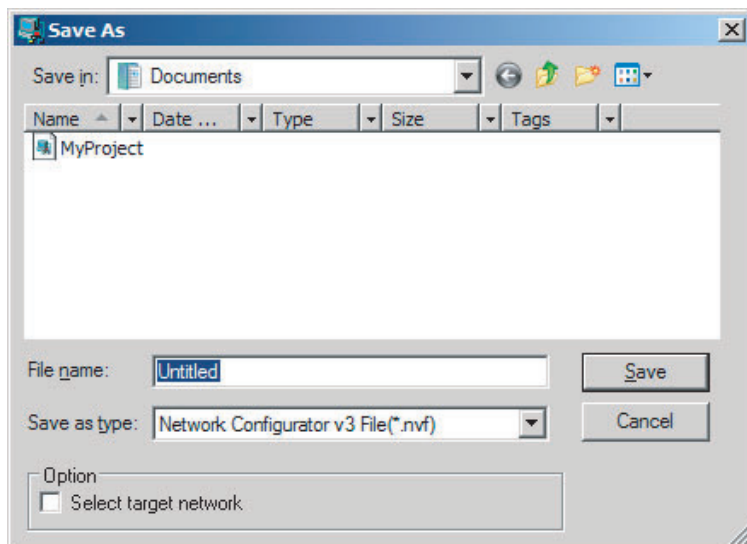 Save As
Save in: Documents
Name Date ... Type Size Tags
MyProject
File name: Untitled Save
Save as type: Network Configurator v3 File(*.nvf) Cancel
Option
Select target network